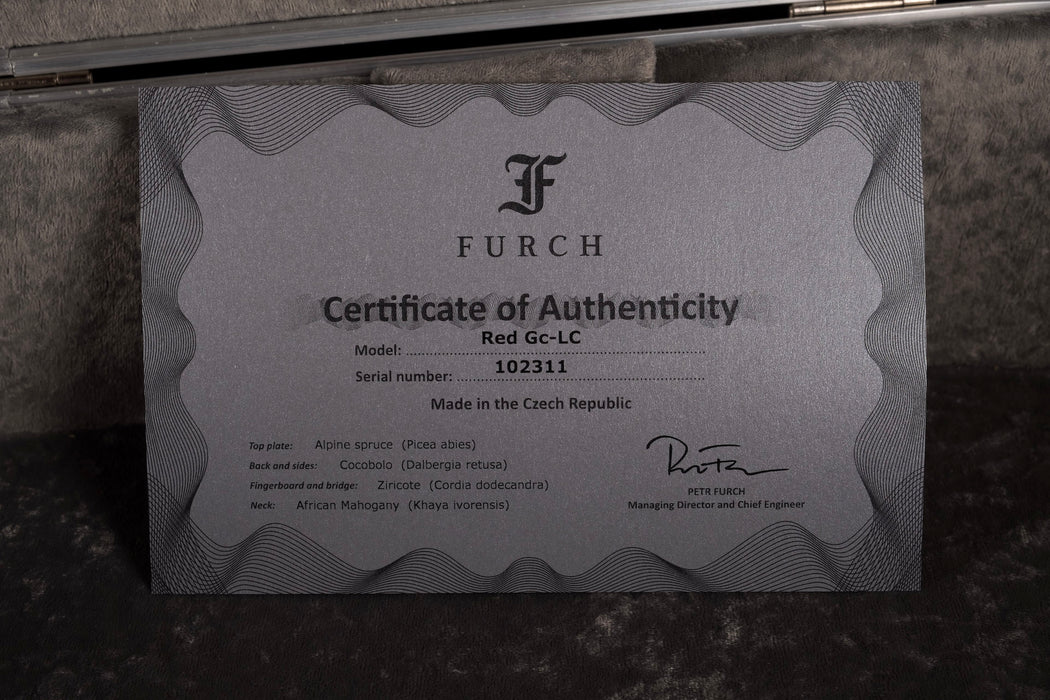 F
FURCH
Certificate of Authenticity
Model: ........ Red Gc-LC ........
Serial number: ........ 102311 ........
Made in the Czech Republic
Top plate: Alpine spruce (Picea abies)
Back and sides: Cocobolo (Dalbergia retusa)
Fingerboard and bridge: Ziricote (Cordia dodecandra)
Neck: African Mahogany (Khaya ivorensis)
PETR FURCH
Managing Director and Chief Engineer